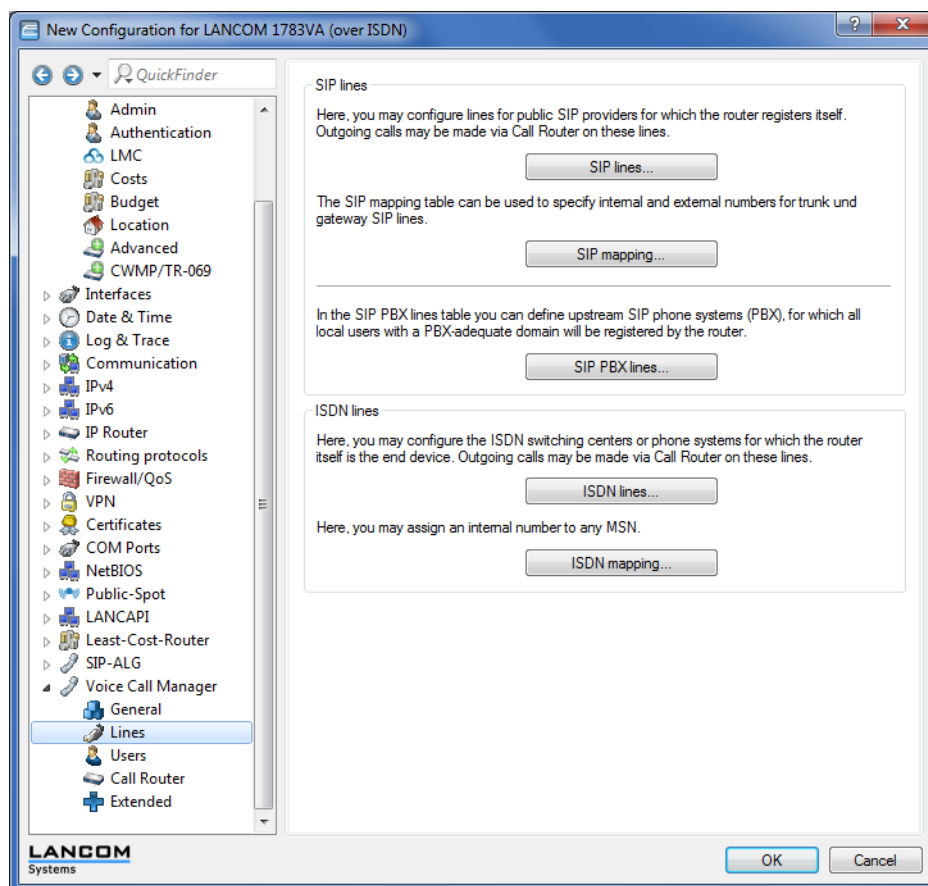 New Configuration for LANCOM 1783VA (over ISDN)
QuickFinder
Admin
Authentication
LMC
Costs
Budget
Location
Advanced
CWMP/TR-069
Interfaces
Date & Time
Log & Trace
Communication
IPv4
IPv6
IP Router
Routing protocols
Firewall/QoS
VPN
Certificates
COM Ports
NetBIOS
Public-Spot
LANCAPI
Least-Cost-Router
SIP-ALG
Voice Call Manager
General
Lines
Users
Call Router
Extended
SIP lines
Here, you may configure lines for public SIP providers for which the router registers itself.
Outgoing calls may be made via Call Router on these lines.
SIP lines...
The SIP mapping table can be used to specify internal and external numbers for trunk und
gateway SIP lines.
SIP mapping...
In the SIP PBX lines table you can define upstream SIP phone systems (PBX), for which all
local users with a PBX-adequate domain will be registered by the router.
SIP PBX lines...
ISDN lines
Here, you may configure the ISDN switching centers or phone systems for which the router
itself is the end device. Outgoing calls may be made via Call Router on these lines.
ISDN lines...
Here, you may assign an internal number to any MSN.
ISDN mapping...
LANCOM
Systems
OK
Cancel